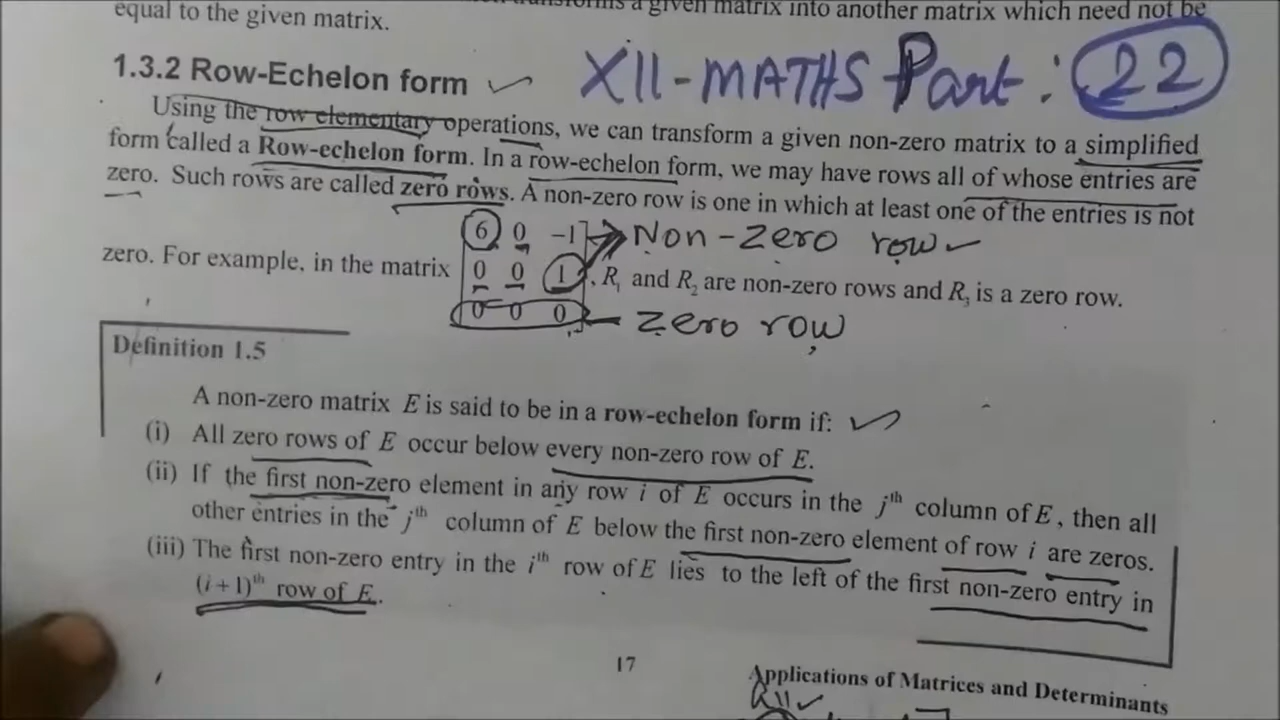 transforms a given matrix into another matrix which need not be
equal to the given matrix.
XII-MATHS Part : 22
1.3.2 Row-Echelon form
Using the row elementary operations, we can transform a given non-zero matrix to a simplified
form called a Row-echelon form. In a row-echelon form, we may have rows all of whose entries are
zero. Such rows are called zero rows. A non-zero row is one in which at least one of the entries is not
6 0 -1 Non-zero row
zero. For example, in the matrix 0 0 1 , R₁ and R₂ are non-zero rows and R₃ is a zero row.
0 0 0 zero row
Definition 1.5
A non-zero matrix E is said to be in a row-echelon form if:
(i) All zero rows of E occur below every non-zero row of E.
(ii) If the first non-zero element in any row i of E occurs in the jth column of E, then all
other entries in the jth column of E below the first non-zero element of row i are zeros.
(iii) The first non-zero entry in the ith row of E lies to the left of the first non-zero entry in
(i+1)th row of E.
17
Applications of Matrices and Determinants